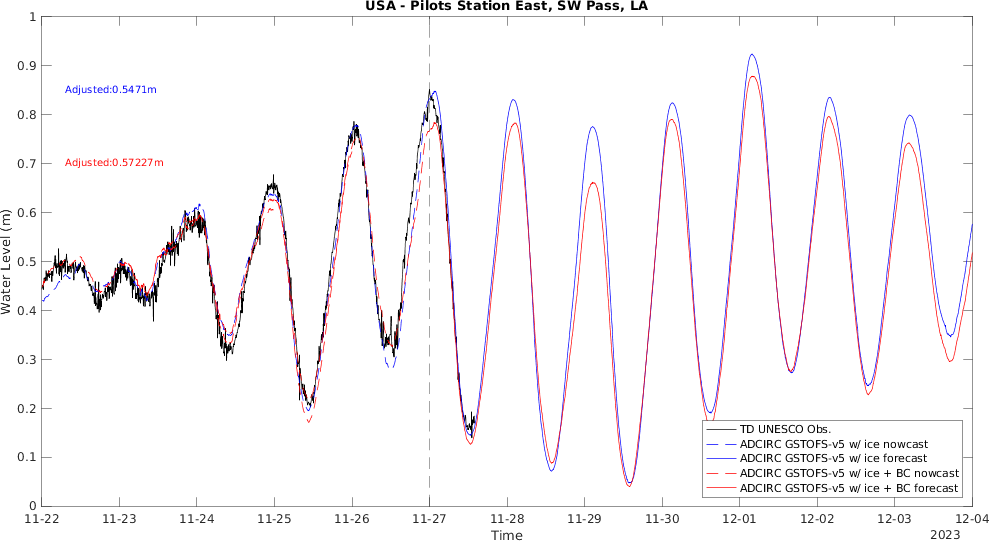 USA - Pilots Station East, SW Pass, LA
1
0.9
0.8
0.7
0.6
0.5
0.4
0.3
0.2
0.1
0
Water Level (m)
Adjusted:0.5471m
Adjusted:0.57227m
TD UNESCO Obs.
ADCIRC GSTOFS-v5 w/ ice nowcast
ADCIRC GSTOFS-v5 w/ ice forecast
ADCIRC GSTOFS-v5 w/ ice + BC nowcast
ADCIRC GSTOFS-v5 w/ ice + BC forecast
11-22 11-23 11-24 11-25 11-26 11-27 11-28 11-29 11-30 12-01 12-02 12-03 12-04
Time
2023